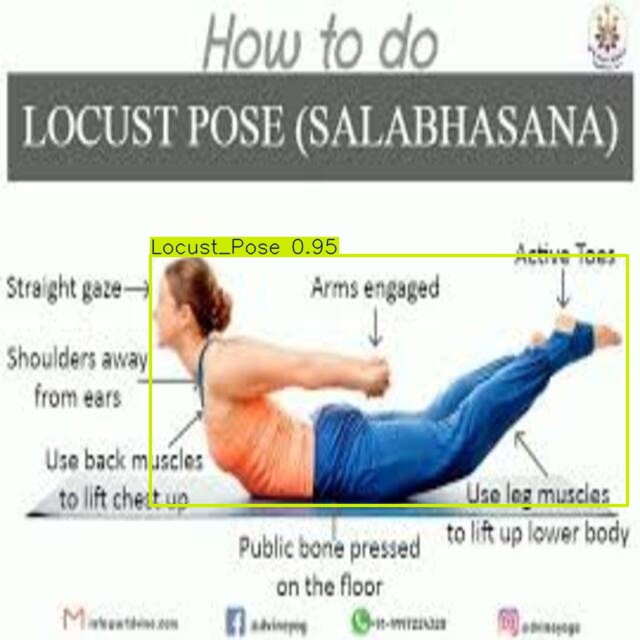 How to do
LOCUST POSE (SALABHASANA)
Locust_Pose 0.95
Active Toes
Straight gaze
Arms engaged
Shoulders away
from ears
Use back muscles
to lift chest up
Use leg muscles
to lift up lower body
Public bone pressed
on the floor